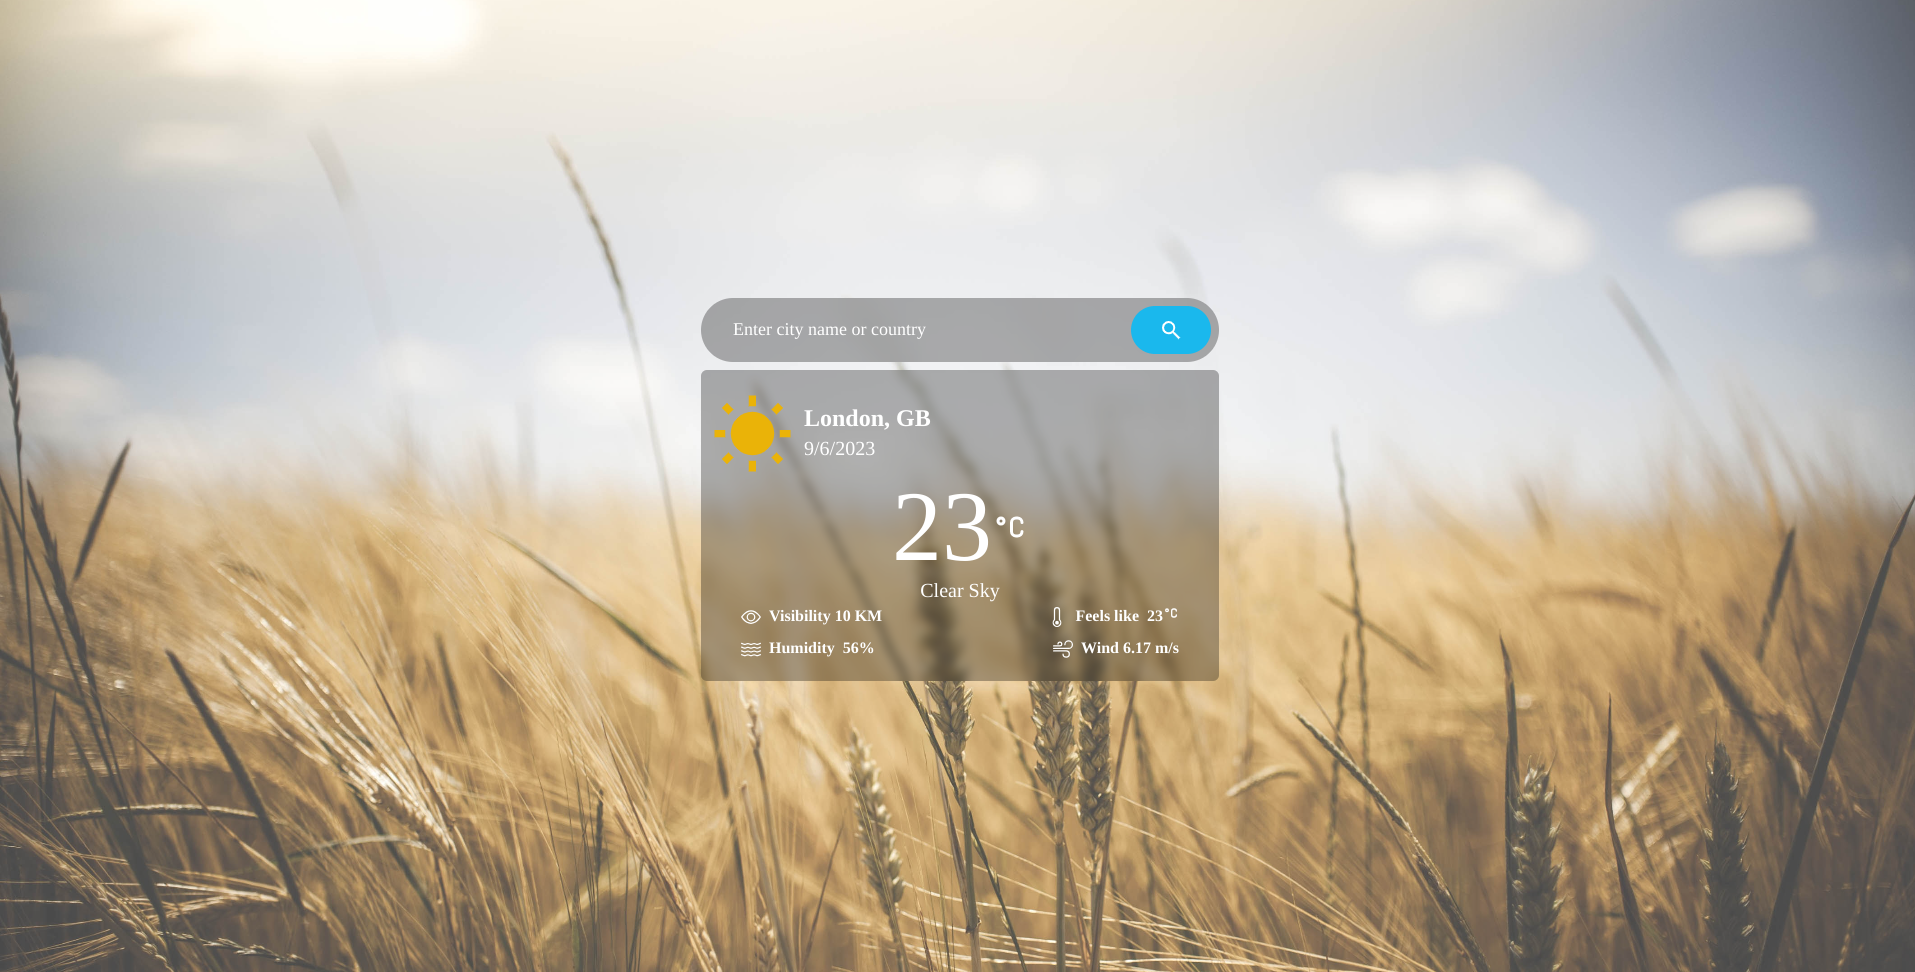 Enter city name or country
London, GB
9/6/2023
23°C
Clear Sky
Visibility 10 KM
Feels like 23°C
Humidity 56%
Wind 6.17 m/s